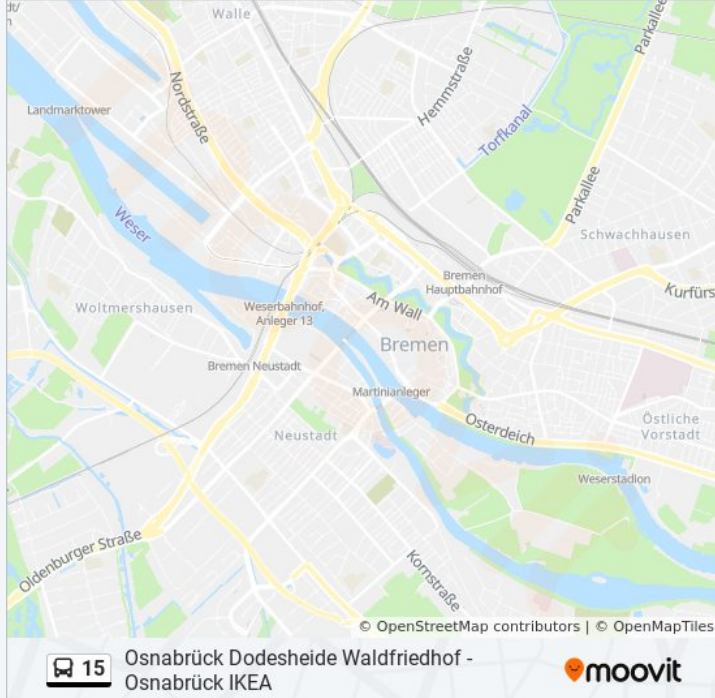 Walle
Parkallee
Hemmstraße
Nordstraße
Landmarktower
Torfkanal
Parkallee
Weser
Schwachhausen
Bremen
Hauptbahnhof
Kurfürs
Woltmershausen
Weserbahnhof,
Anleger 13
Am Wall
Bremen
Bremen Neustadt
Martinianleger
Osterdeich
Östliche
Vorstadt
Neustadt
Weserstadion
Oldenburger Straße
Kornstraße
© OpenStreetMap contributors | © OpenMapTiles
15
Osnabrück Dodesheide Waldfriedhof -
Osnabrück IKEA
moovit